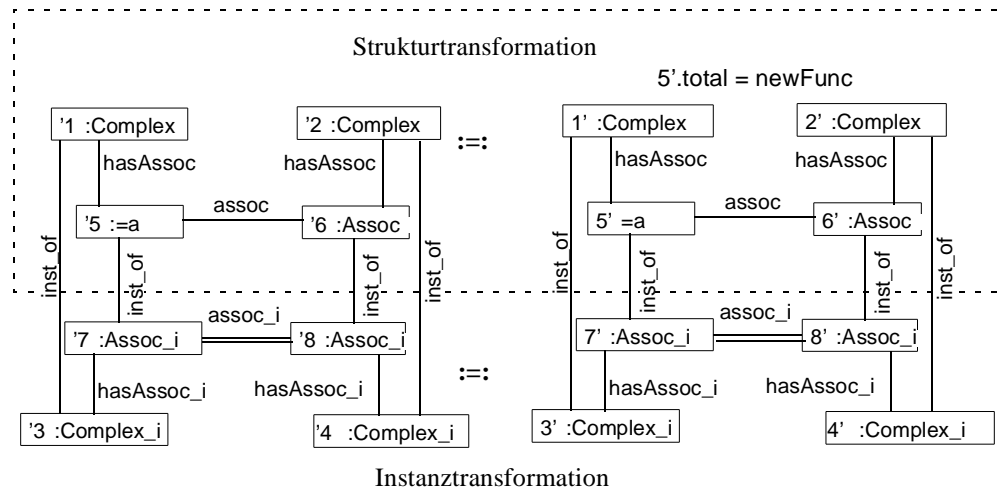 Strukturtransformation
5'.total = newFunc
'1 :Complex
'2 :Complex
:=:
1' :Complex
2' :Complex
hasAssoc
hasAssoc
hasAssoc
hasAssoc
'5 :=a
assoc
'6 :Assoc
5' =a
assoc
6' :Assoc
inst_of
inst_of
inst_of
inst_of
inst_of
inst_of
inst_of
inst_of
'7 :Assoc_i
assoc_i
'8 :Assoc_i
7' :Assoc_i
assoc_i
8' :Assoc_i
hasAssoc_i
hasAssoc_i
:=:
hasAssoc_i
hasAssoc_i
'3 :Complex_i
'4 :Complex_i
3' :Complex_i
4' :Complex_i
Instanztransformation